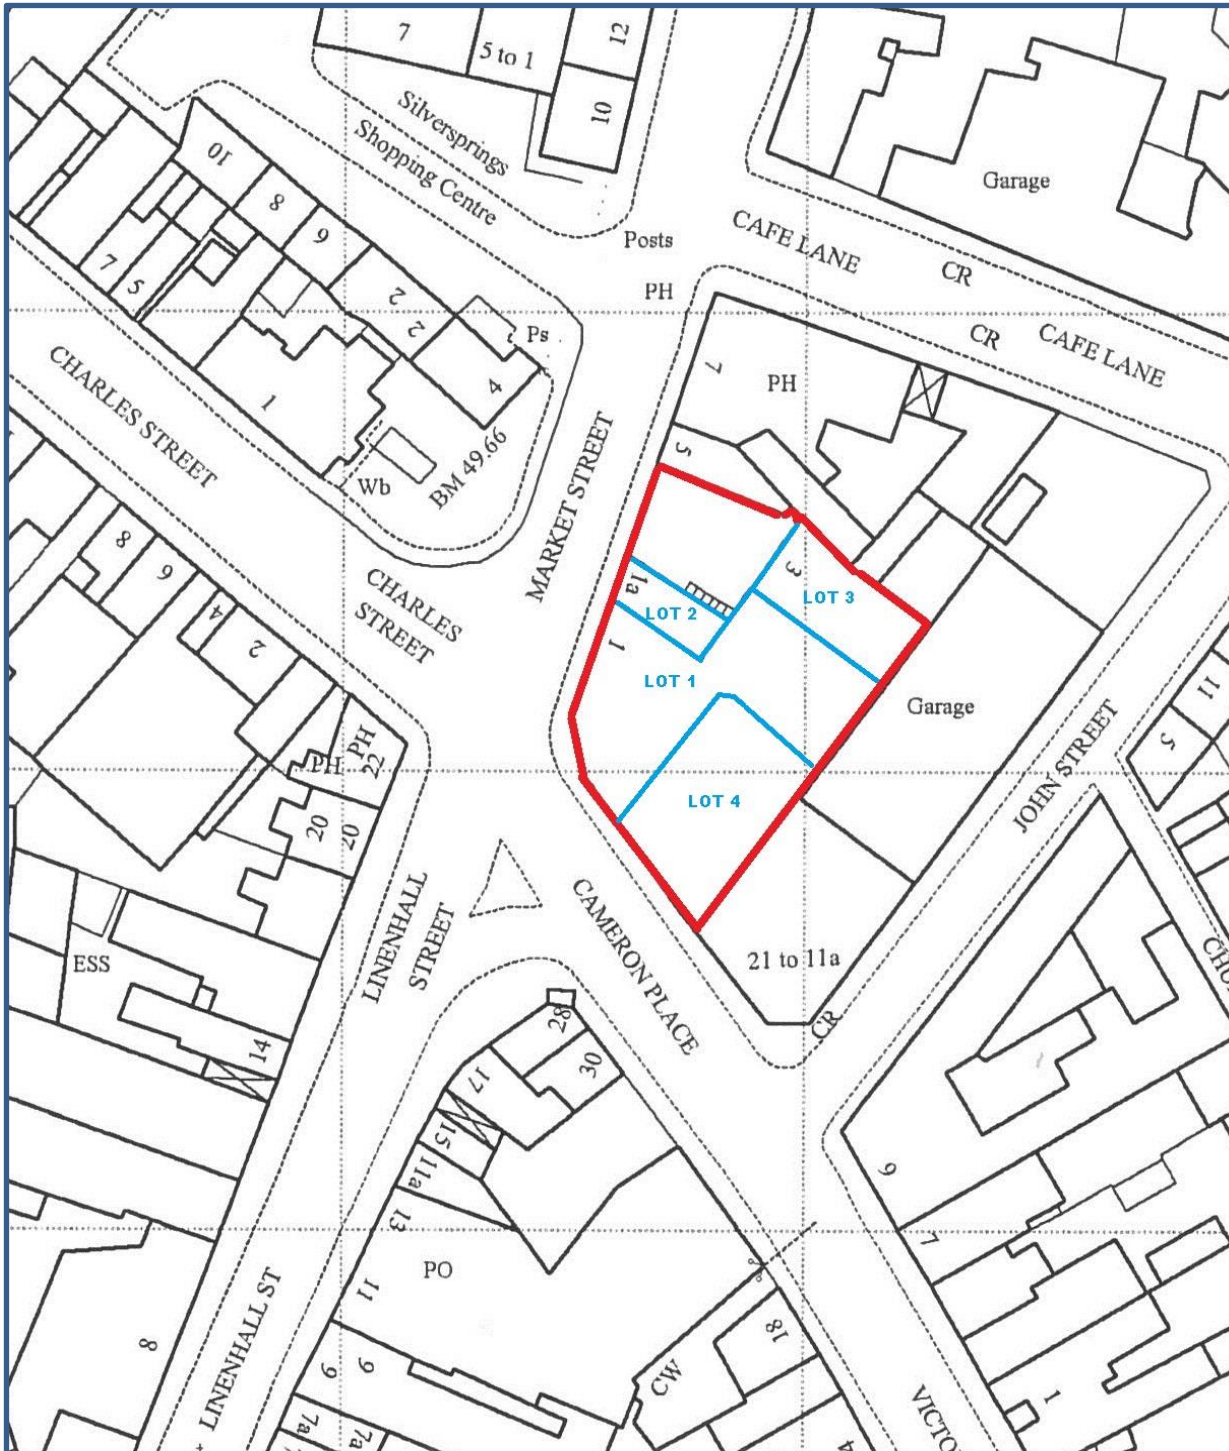 7
5 to 1
12
10
Silversprings
Shopping Centre
Garage
10
8
6
2
2
4
7
5
1
Posts
PH
Ps
CAFE LANE
CR
CR
CAFE LANE
CHARLES STREET
Wb
BM 49.66
MARKET STREET
7
PH
5
1a
LOT 2
3
LOT 3
1
LOT 1
LOT 4
8
6
4
2
CHARLES
STREET
PH
PH
22
20
20
Garage
JOHN STREET
11
5
LINENHALL
STREET
CAMERON PLACE
21 to 11a
CR
ESS
14
28
30
17
15
11a
13
11
PO
9
7
9
9
8
LINENHALL ST
7a
7a
CW
18
VICTO
1